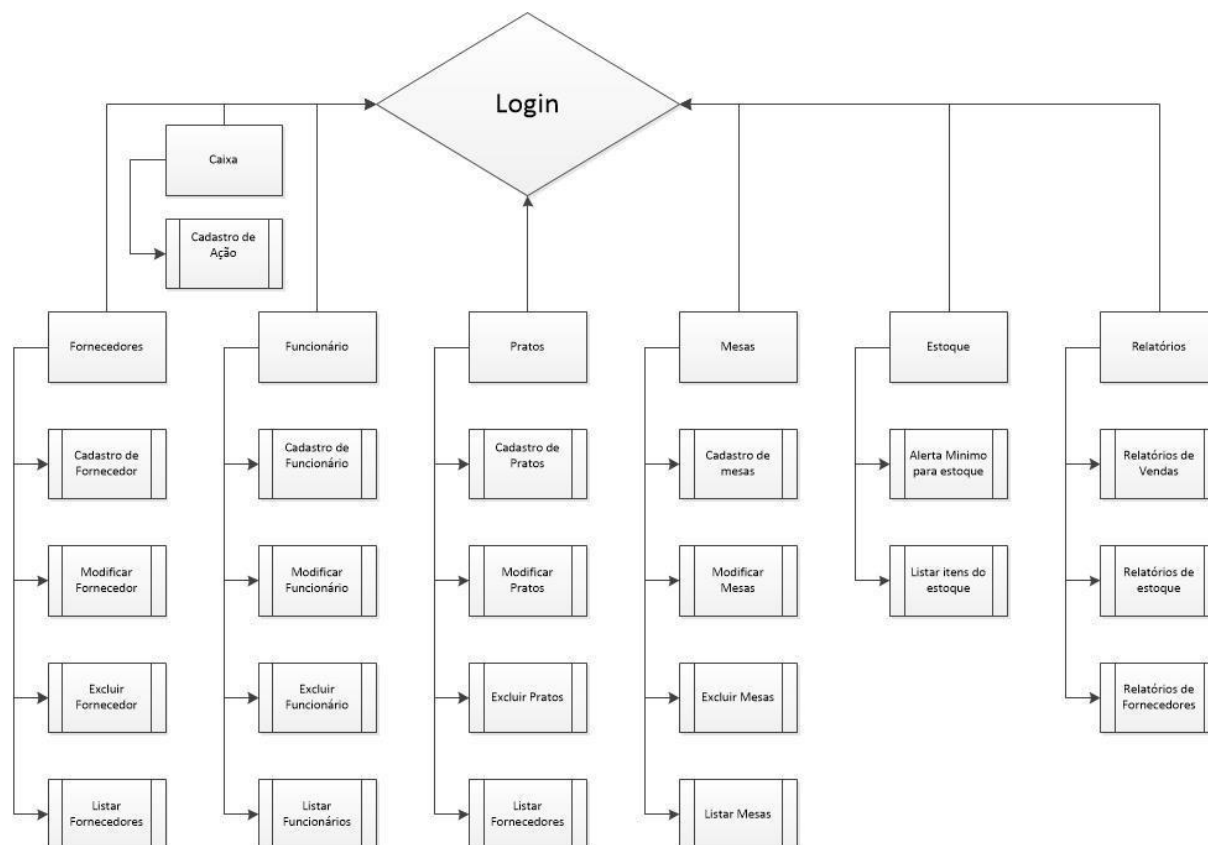 Login
Caixa
Cadastro de
Ação
Fornecedores
Funcionário
Pratos
Mesas
Estoque
Relatórios
Cadastro de
Fornecedor
Cadastro de
Funcionário
Cadastro de
Pratos
Cadastro de
mesas
Alerta Minimo
para estoque
Relatórios de
Vendas
Modificar
Fornecedor
Modificar
Funcionário
Modificar
Pratos
Modificar
Mesas
Listar itens do
estoque
Relatórios de
estoque
Excluir
Fornecedor
Excluir
Funcionário
Excluir Pratos
Excluir Mesas
Relatórios de
Fornecedores
Listar
Fornecedores
Listar
Funcionários
Listar
Fornecedores
Listar Mesas